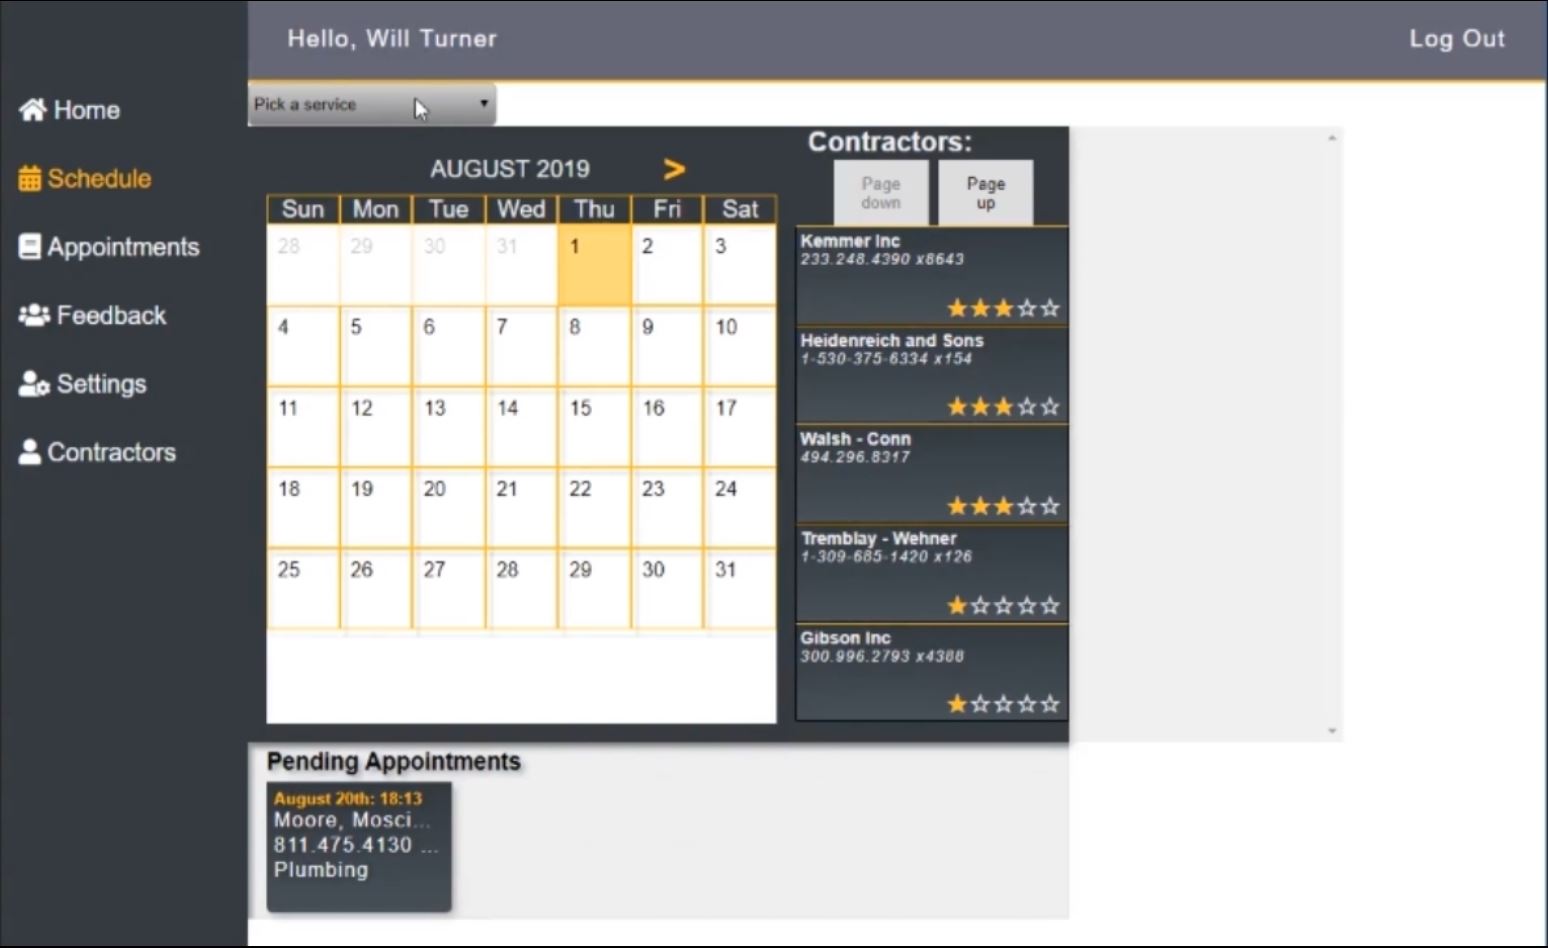 Hello, Will Turner
Log Out
Home
Schedule
Appointments
Feedback
Settings
Contractors
Pick a service
AUGUST 2019
>
Sun Mon Tue Wed Thu Fri Sat
28 29 30 31 1 2 3
4 5 6 7 8 9 10
11 12 13 14 15 16 17
18 19 20 21 22 23 24
25 26 27 28 29 30 31
Contractors:
Page
down
Page
up
Kemmer Inc
233.248.4390 x8643
Heidenreich and Sons
1-530-375-6334 x154
Walsh - Conn
494.296.8317
Tremblay - Wehner
1-309-685-1420 x126
Gibson Inc
300.996.2793 x4388
Pending Appointments
August 20th: 18:13
Moore, Mosci...
811.475.4130 ...
Plumbing